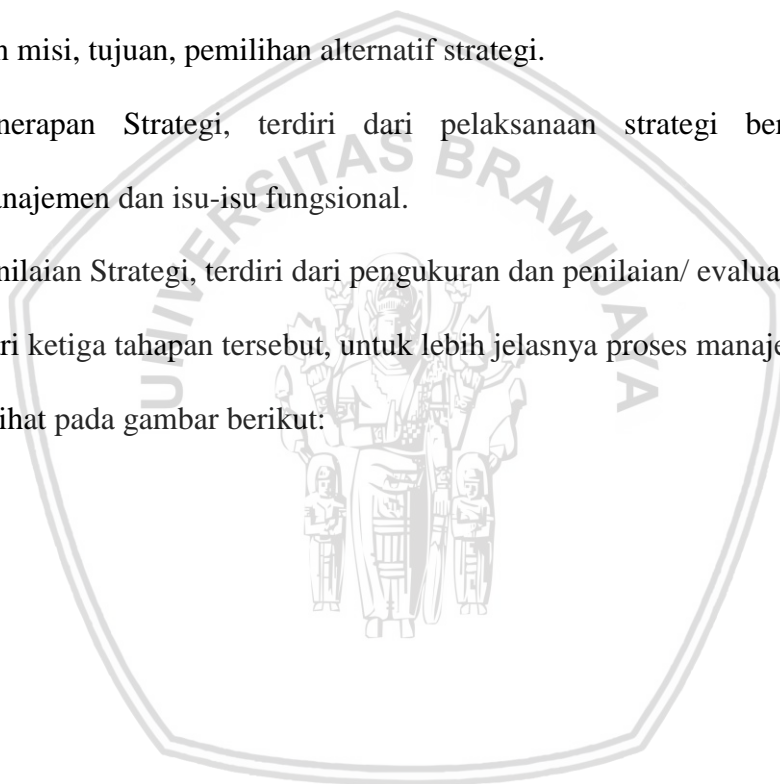 n misi, tujuan, pemilihan alternatif strategi.
nerapan Strategi, terdiri dari pelaksanaan strategi ber
anajemen dan isu-isu fungsional.
nilaian Strategi, terdiri dari pengukuran dan penilaian/ evalua
ri ketiga tahapan tersebut, untuk lebih jelasnya proses manaje
ihat pada gambar berikut:
UNIVERSITAS BRAWIJAYA